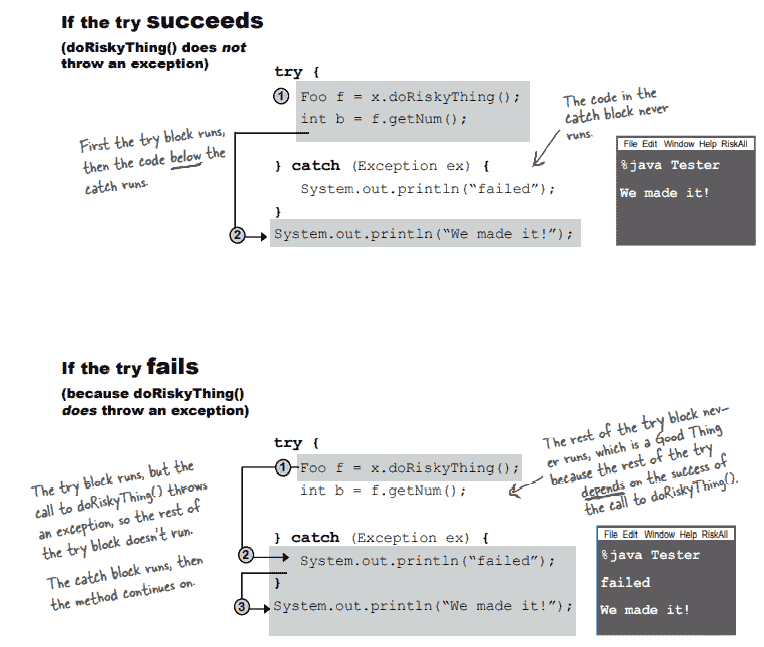 If the try succeeds
(doRiskyThing() does not
throw an exception)
try {
1 Foo f = x.doRiskyThing();
int b = f.getNum();
The code in the
catch block never
runs.
First the try block runs,
then the code below the
catch runs.
} catch (Exception ex) {
System.out.println(“failed”);
}
2 System.out.println(“We made it!”);
File Edit Window Help RiskAll
%java Tester
We made it!
If the try fails
(because doRiskyThing()
does throw an exception)
try {
1 Foo f = x.doRiskyThing();
int b = f.getNum();
The rest of the try block nev–
er runs, which is a Good Thing
because the rest of the try
depends on the success of
the call to doRiskyThing().
The try block runs, but the
call to doRiskyThing() throws
an exception, so the rest of
the try block doesn't run.
The catch block runs, then
the method continues on.
} catch (Exception ex) {
2 System.out.println(“failed”);
}
3 System.out.println(“We made it!”);
File Edit Window Help RiskAll
%java Tester
failed
We made it!